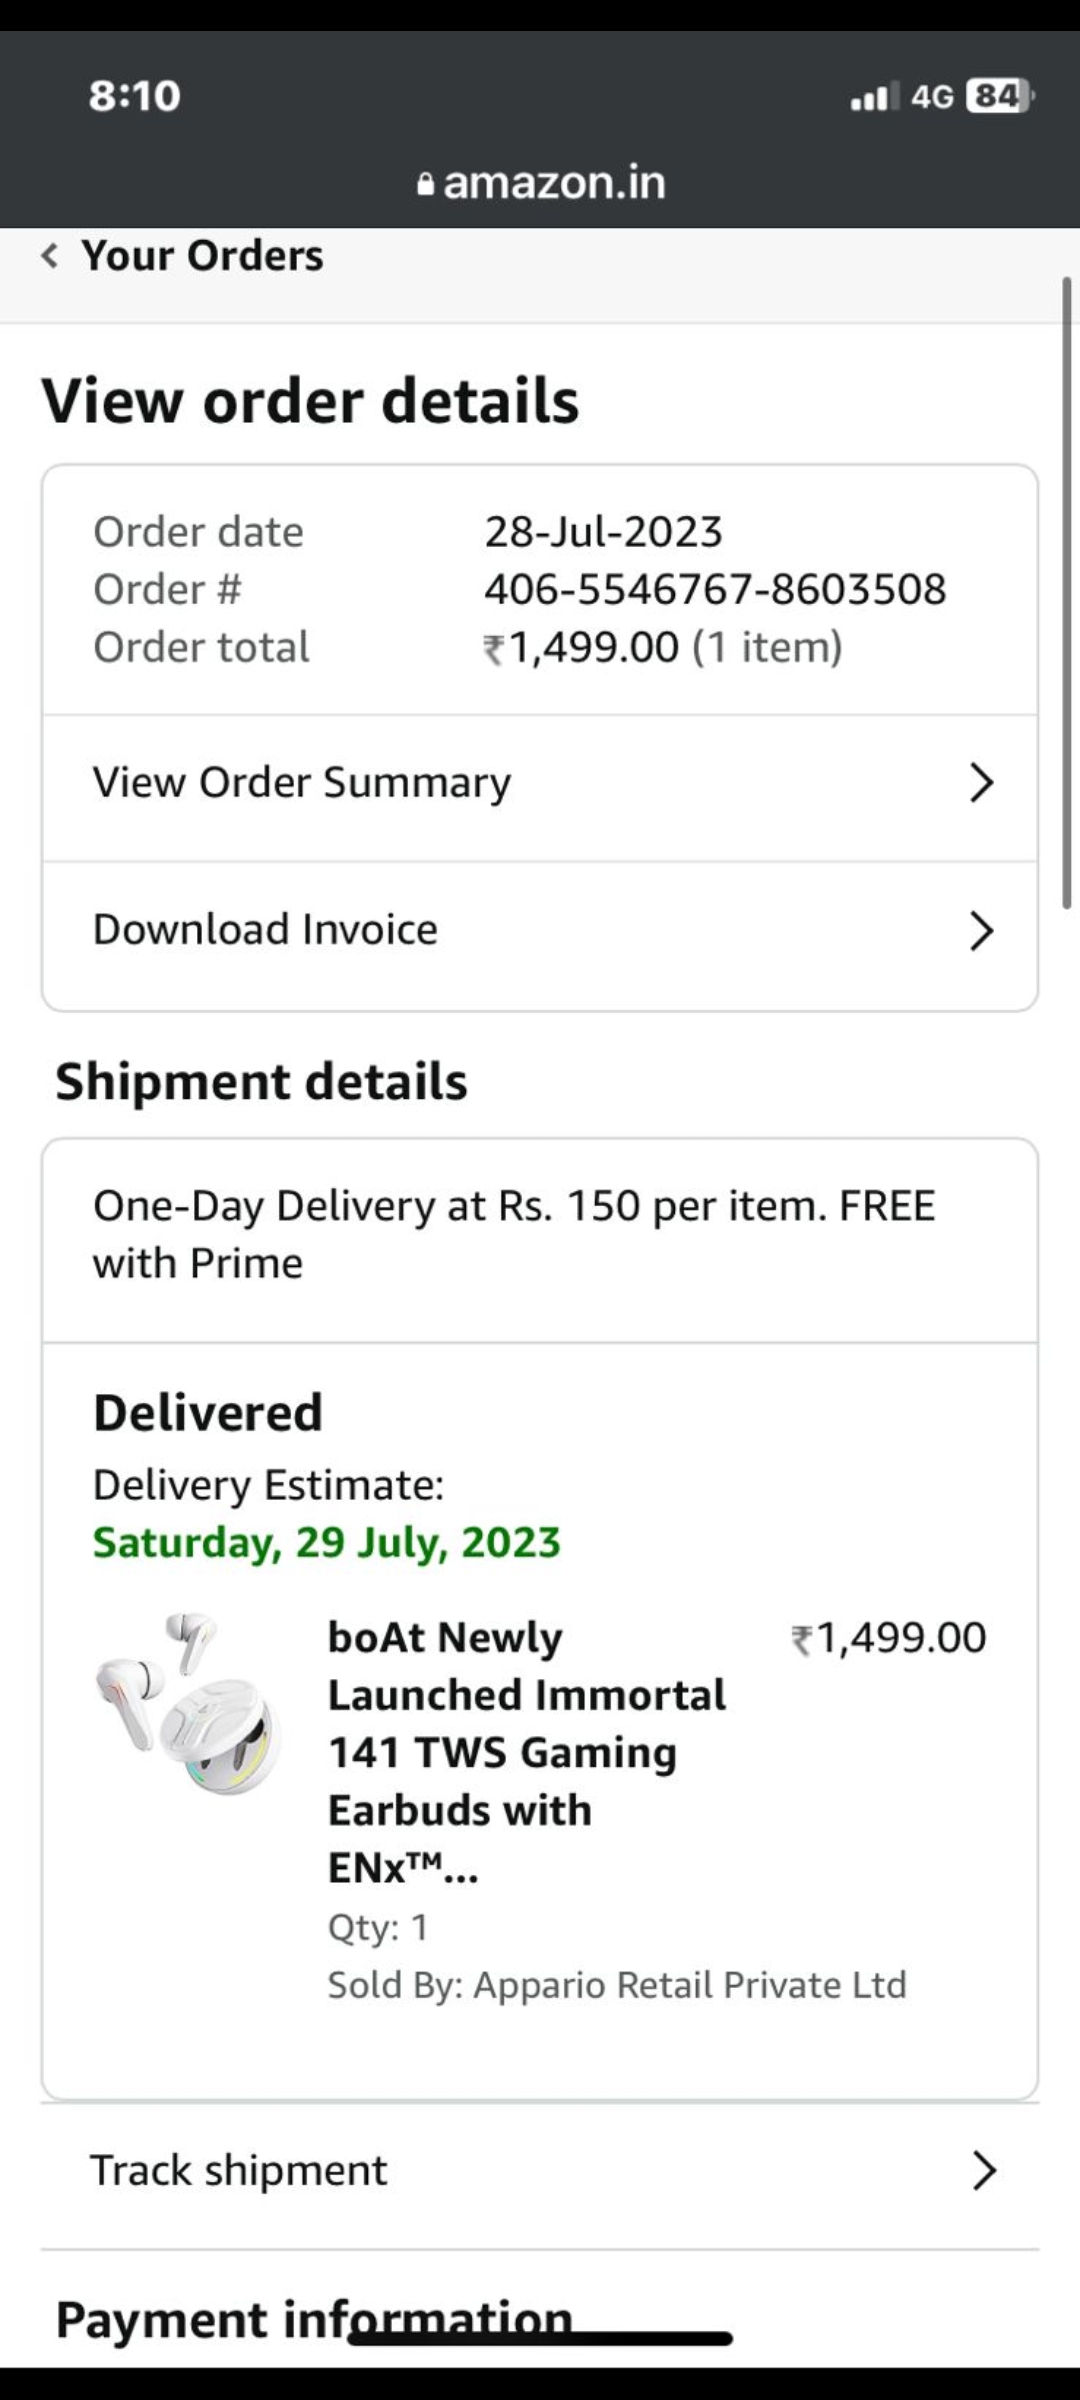 8:10
4G 84
amazon.in
Your Orders
View order details
Order date 28-Jul-2023
Order # 406-5546767-8603508
Order total ₹1,499.00 (1 item)
View Order Summary
Download Invoice
Shipment details
One-Day Delivery at Rs. 150 per item. FREE
with Prime
Delivered
Delivery Estimate:
Saturday, 29 July, 2023
boAt Newly ₹1,499.00
Launched Immortal
141 TWS Gaming
Earbuds with
ENx™...
Qty: 1
Sold By: Appario Retail Private Ltd
Track shipment
Payment information